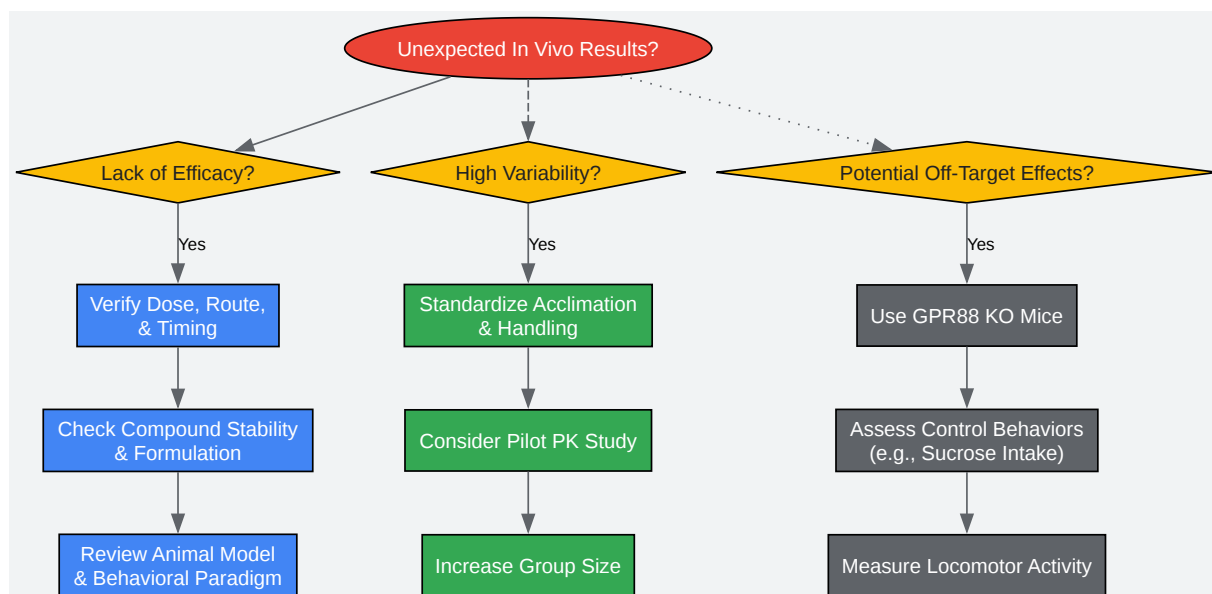 Unexpected In Vivo Results?
Lack of Efficacy?
High Variability?
Potential Off-Target Effects?
Yes
Yes
Yes
Verify Dose, Route,
& Timing
Standardize Acclimation
& Handling
Use GPR88 KO Mice
Check Compound Stability
& Formulation
Consider Pilot PK Study
Assess Control Behaviors
(e.g., Sucrose Intake)
Review Animal Model
& Behavioral Paradigm
Increase Group Size
Measure Locomotor Activity